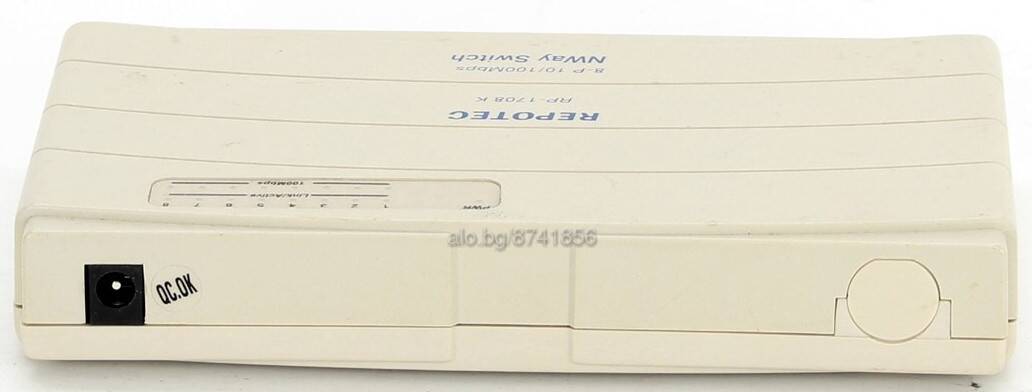 REPOTEC
RP-1708 K
8-P 10/100Mbps
NWay Switch
PWR
1 2 3 4 5 6 7 8
Link/Active
100Mbps
QC.OK
alo.bg/8741856